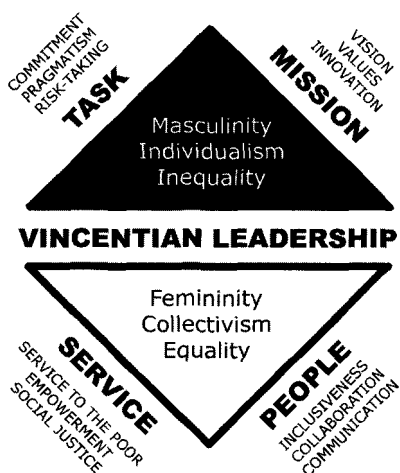 COMMITMENT
PRAGMATISM
RISK-TAKING
TASK
VISION
VALUES
INNOVATION
MISSION
Masculinity
Individualism
Inequality
VINCENTIAN LEADERSHIP
Femininity
Collectivism
Equality
SERVICE
SERVICE TO THE POOR
EMPOWERMENT
SOCIAL JUSTICE
PEOPLE
INCLUSIVENESS
COLLABORATION
COMMUNICATION